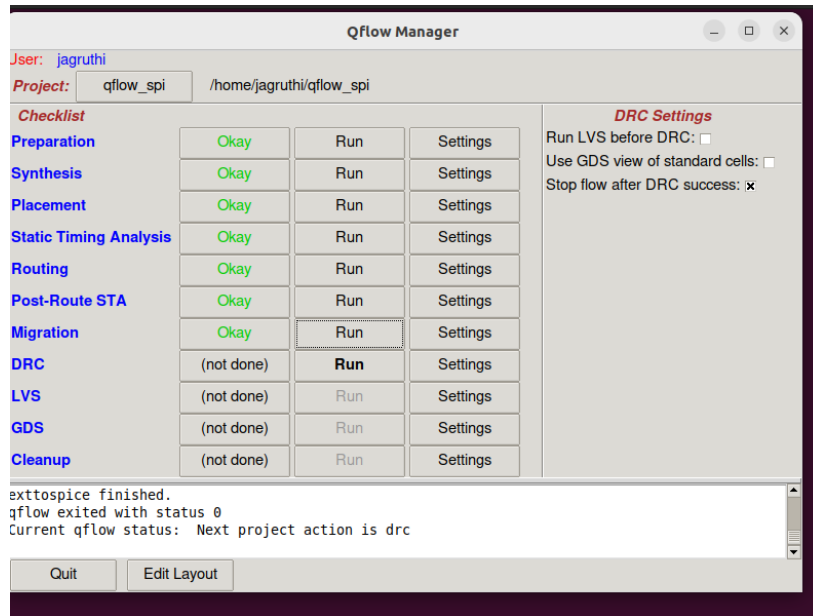 Qflow Manager
User: jagruthi
Project: qflow_spi /home/jagruthi/qflow_spi
Checklist
Preparation Okay Run Settings
Synthesis Okay Run Settings
Placement Okay Run Settings
Static Timing Analysis Okay Run Settings
Routing Okay Run Settings
Post-Route STA Okay Run Settings
Migration Okay Run Settings
DRC (not done) Run Settings
LVS (not done) Run Settings
GDS (not done) Run Settings
Cleanup (not done) Run Settings
DRC Settings
Run LVS before DRC:
Use GDS view of standard cells:
Stop flow after DRC success:
exttospice finished.
qflow exited with status 0
Current qflow status: Next project action is drc
Quit Edit Layout